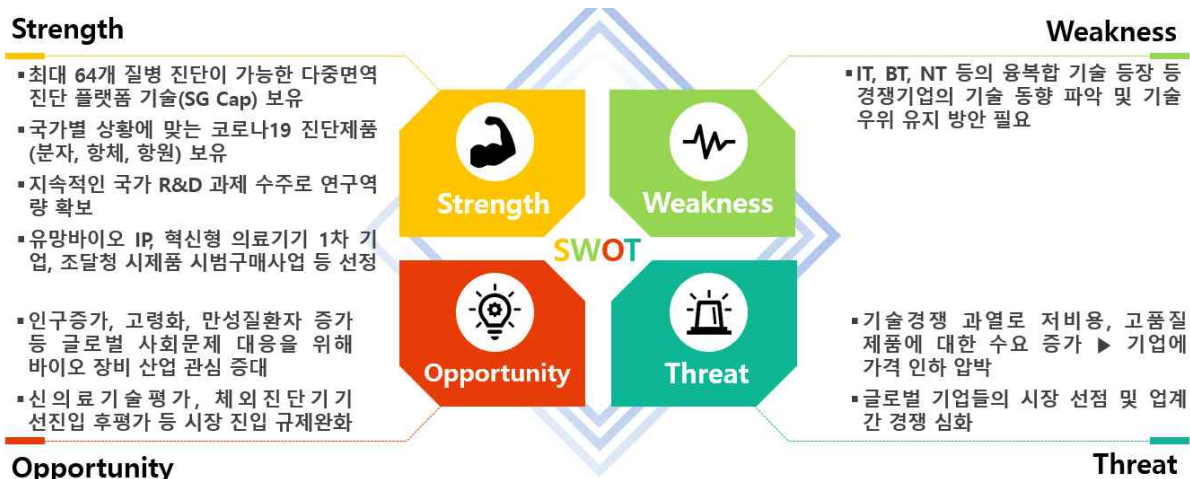 Strength
▪최대 64개 질병 진단이 가능한 다중면역
진단 플랫폼 기술(SG Cap) 보유
▪국가별 상황에 맞는 코로나19 진단제품
(분자, 항체, 항원) 보유
▪지속적인 국가 R&D 과제 수주로 연구역
량 확보
▪유망바이오 IP, 혁신형 의료기기 1차 기
업, 조달청 시제품 시범구매사업 등 선정
Weakness
▪IT, BT, NT 등의 융복합 기술 등장 등
경쟁기업의 기술 동향 파악 및 기술
우위 유지 방안 필요
Strength
Weakness
SWOT
Opportunity
Threat
▪인구증가, 고령화, 만성질환자 증가
등 글로벌 사회문제 대응을 위해
바이오 장비 산업 관심 증대
▪신의료기술평가, 체외진단기기
선진입 후평가 등 시장 진입 규제완화
Opportunity
▪기술경쟁 과열로 저비용, 고품질
제품에 대한 수요 증가 ▶ 기업에
가격 인하 압박
▪글로벌 기업들의 시장 선점 및 업계
간 경쟁 심화
Threat